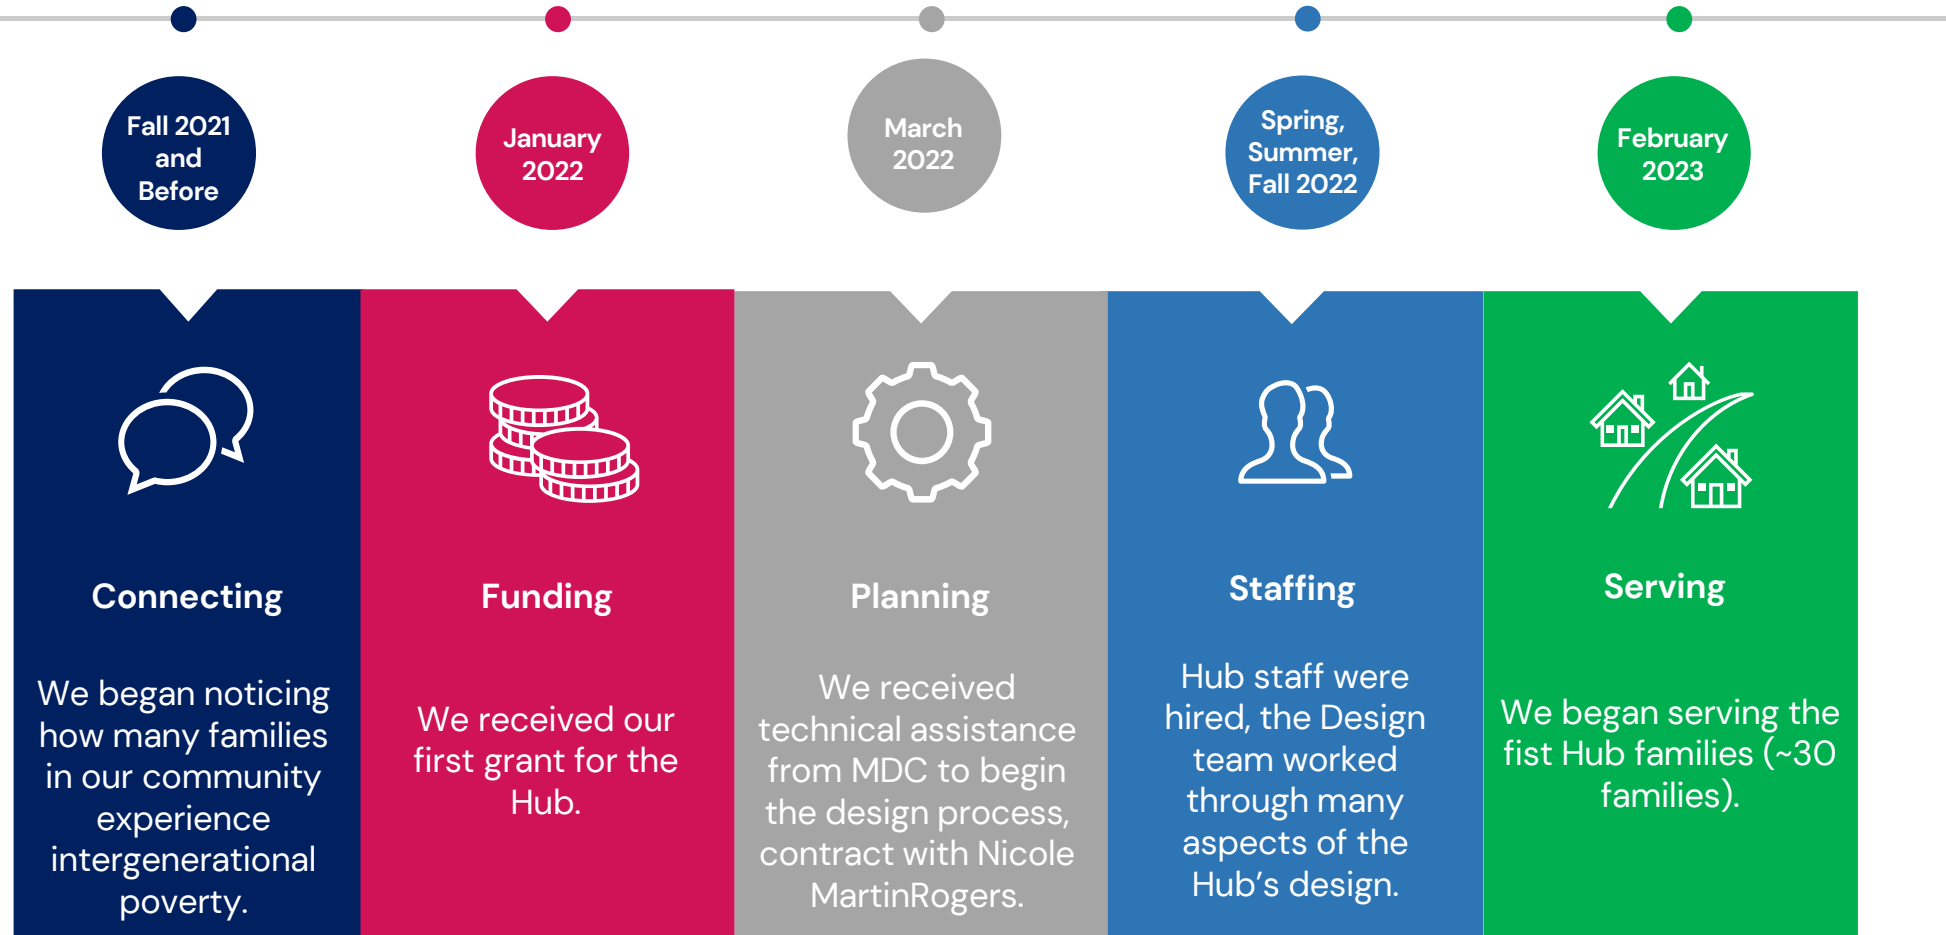 Fall 2021
and
Before
January
2022
March
2022
Spring,
Summer,
Fall 2022
February
2023
Connecting
We began noticing
how many families
in our community
experience
intergenerational
poverty.
Funding
We received our
first grant for the
Hub.
Planning
We received
technical assistance
from MDC to begin
the design process,
contract with Nicole
MartinRogers.
Staffing
Hub staff were
hired, the Design
team worked
through many
aspects of the
Hub’s design.
Serving
We began serving the
fist Hub families (~30
families).